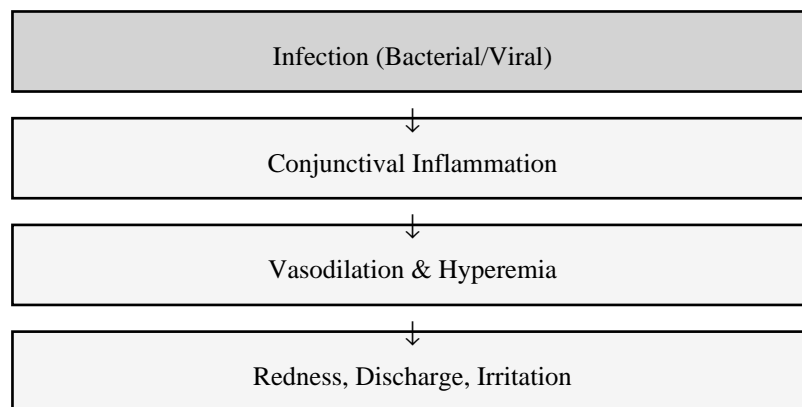 Infection (Bacterial/Viral)
↓
Conjunctival Inflammation
↓
Vasodilation & Hyperemia
↓
Redness, Discharge, Irritation